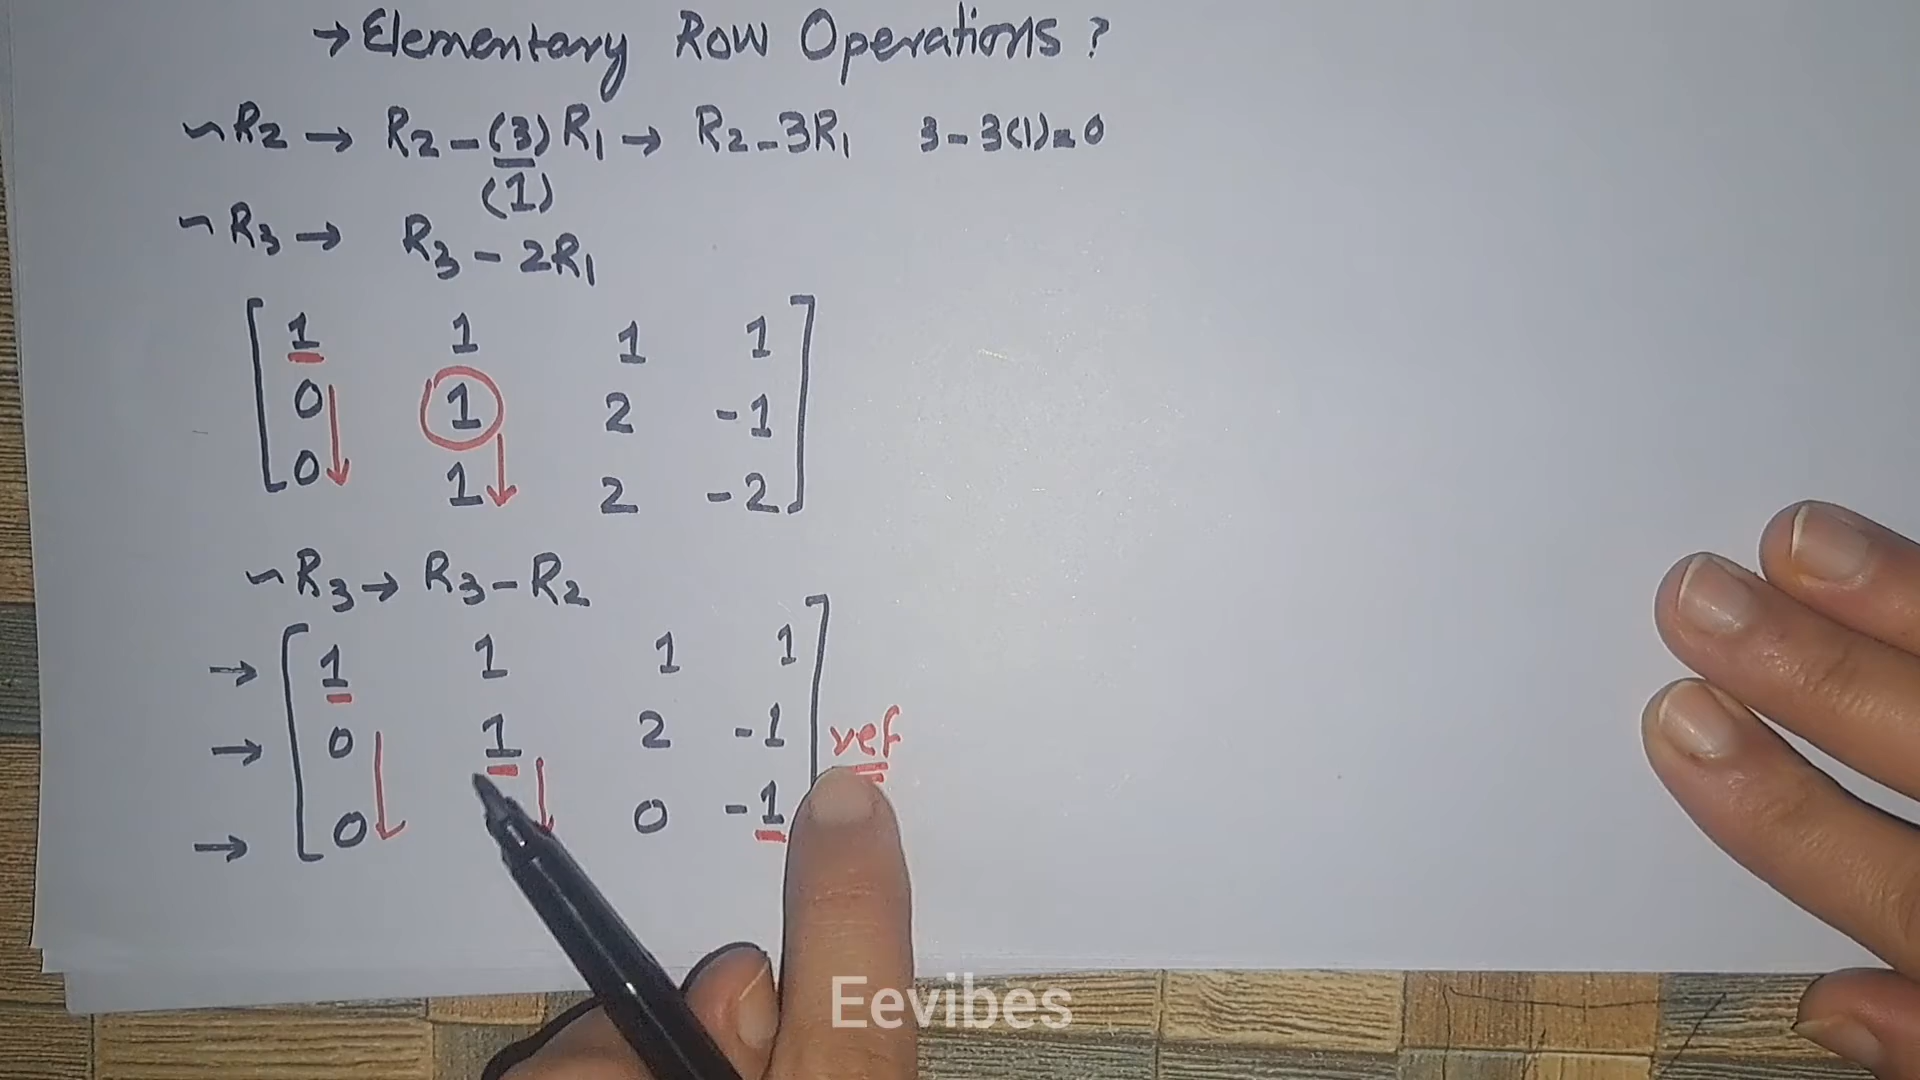 → Elementary Row Operations ?
~R2 → R2 - (3)/(1) R1 → R2 - 3R1 3 - 3(1) = 0
~R3 → R3 - 2R1
[ 1 1 1 1 ]
0 1 2 -1
0 1 2 -2
~R3 → R3 - R2
→ [ 1 1 1 1 ]
→ 0 1 2 -1 ref
→ 0 0 -1
Eevibes